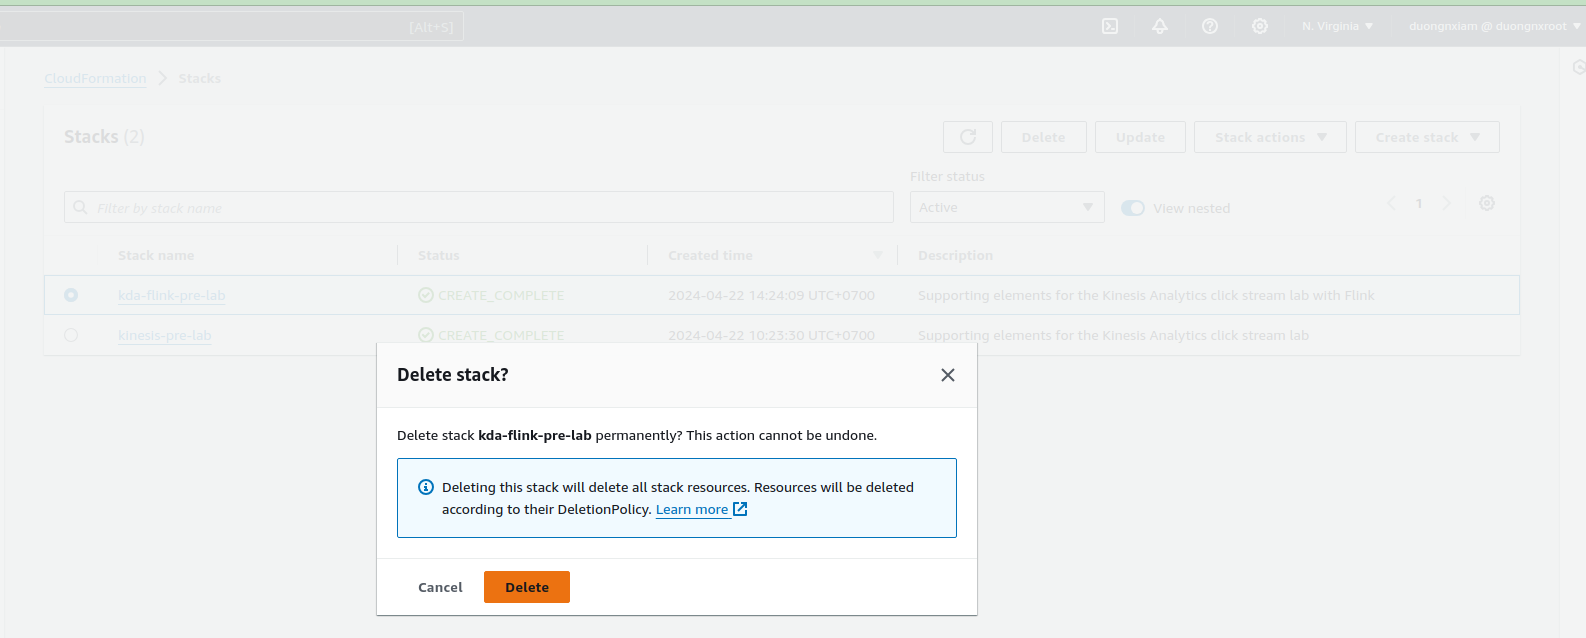 [Alt+S]
N. Virginia
duongnxiam @ duongnxroot
CloudFormation
Stacks
Stacks (2)
Delete
Update
Stack actions
Create stack
Filter status
Filter by stack name
Active
View nested
1
Stack name
Status
Created time
Description
kda-flink-pre-lab
CREATE_COMPLETE
2024-04-22 14:24:09 UTC+0700
Supporting elements for the Kinesis Analytics click stream lab with Flink
kinesis-pre-lab
CREATE_COMPLETE
2024-04-22 10:23:30 UTC+0700
Supporting elements for the Kinesis Analytics click stream lab
Delete stack?
Delete stack kda-flink-pre-lab permanently? This action cannot be undone.
Deleting this stack will delete all stack resources. Resources will be deleted
according to their DeletionPolicy. Learn more
Cancel
Delete